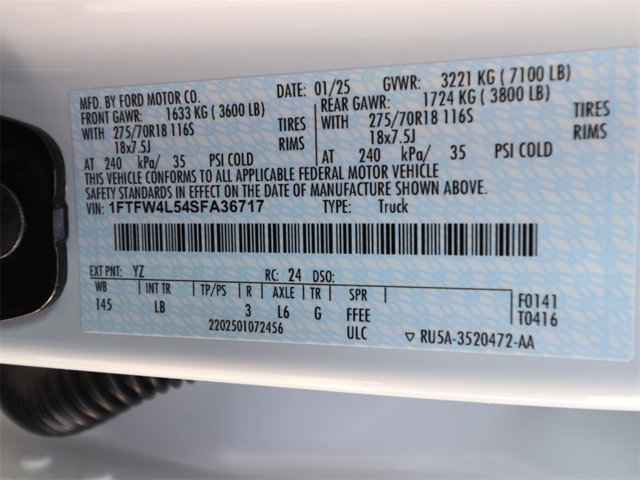 MFD. BY FORD MOTOR CO.
DATE: 01/25 GVWR: 3221 KG ( 7100 LB)
FRONT GAWR: 1633 KG ( 3600 LB) REAR GAWR: 1724 KG ( 3800 LB)
WITH 275/70R18 116S TIRES WITH 275/70R18 116S TIRES
18x7.5J RIMS 18x7.5J RIMS
AT 240 kPa/ 35 PSI COLD AT 240 kPa/ 35 PSI COLD
THIS VEHICLE CONFORMS TO ALL APPLICABLE FEDERAL MOTOR VEHICLE
SAFETY STANDARDS IN EFFECT ON THE DATE OF MANUFACTURE SHOWN ABOVE.
VIN: 1FTFW4L54SFA36717 TYPE: Truck
EXT PNT: YZ RC: 24 DSO:
WB INT TR TP/PS R AXLE TR SPR F0141
145 LB 3 L6 G FFEE T0416
2202501072456 ULC ▽ RU5A-3520472-AA